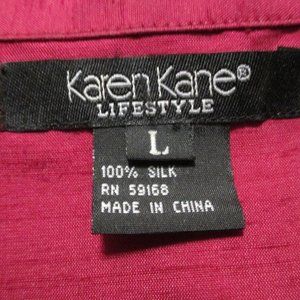 Karen Kane®
LIFESTYLE
L
100% SILK
RN 59168
MADE IN CHINA